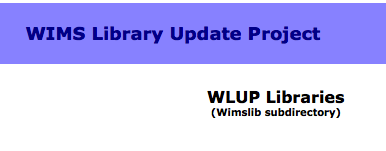 WIMS Library Update Project
WLUP Libraries
(Wimslib subdirectory)